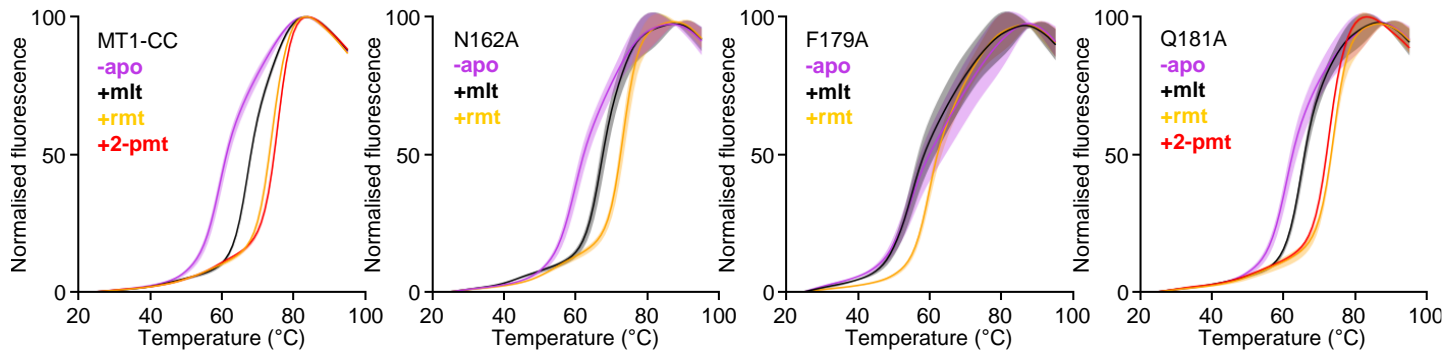 Normalised fluorescence
100
50
0
MT1-CC
-apo
+mlt
+rmt
+2-pmt
20 40 60 80 100
Temperature (°C)
Normalised fluorescence
100
50
0
N162A
-apo
+mlt
+rmt
20 40 60 80 100
Temperature (°C)
Normalised fluorescence
100
50
0
F179A
-apo
+mlt
+rmt
20 40 60 80 100
Temperature (°C)
Normalised fluorescence
100
50
0
Q181A
-apo
+mlt
+rmt
+2-pmt
20 40 60 80 100
Temperature (°C)